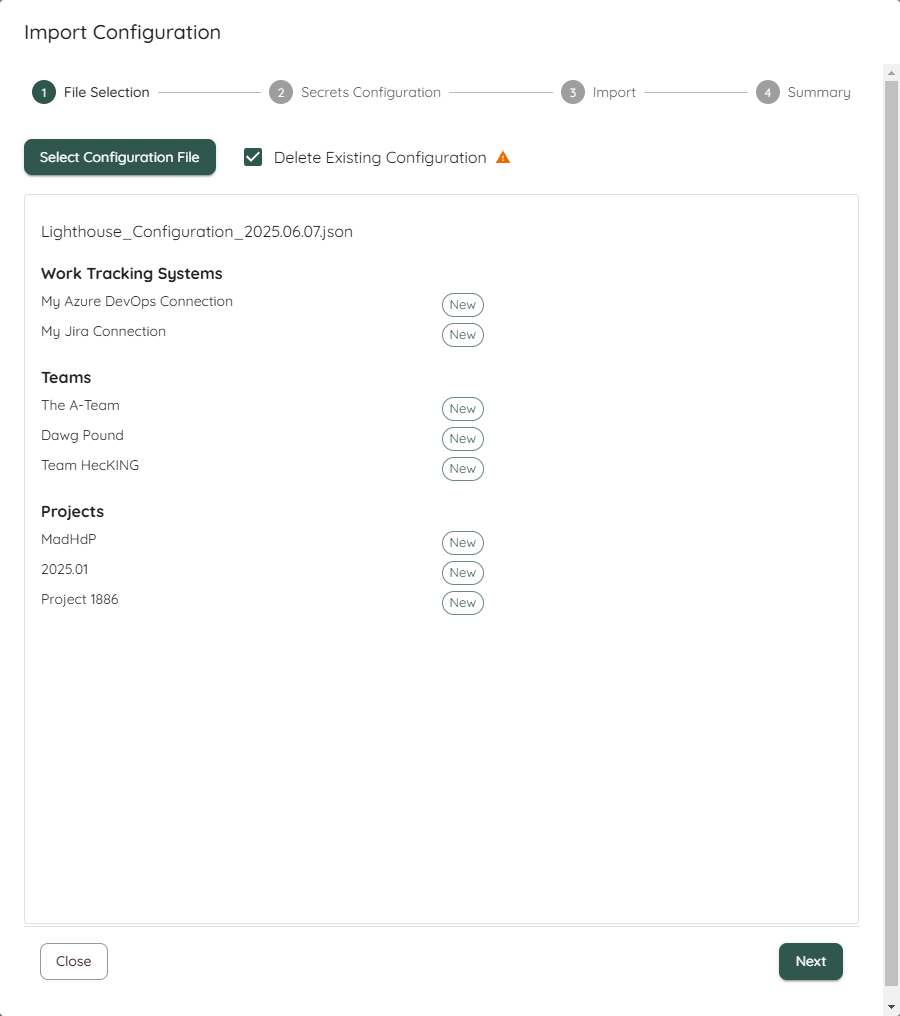 Import Configuration
1 File Selection 2 Secrets Configuration 3 Import 4 Summary
Select Configuration File Delete Existing Configuration
Lighthouse_Configuration_2025.06.07.json
Work Tracking Systems
My Azure DevOps Connection New
My Jira Connection New
Teams
The A-Team New
Dawg Pound New
Team HecKING New
Projects
MadHdP New
2025.01 New
Project 1886 New
Close Next